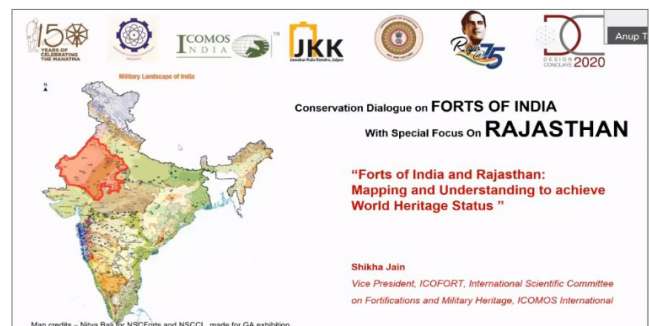 150
YEARS OF
CELEBRATING
THE MAHATMA
ICOMOS
INDIA
TM
JKK
Jawahar Kala Kendra, Jaipur
75
DC
DESIGN
CONCLAVE 2020
Anup T
Military Landscape of India
N
Conservation Dialogue on FORTS OF INDIA
With Special Focus On RAJASTHAN
“Forts of India and Rajasthan:
Mapping and Understanding to achieve
World Heritage Status ”
Shikha Jain
Vice President, ICOFORT, International Scientific Committee
on Fortifications and Military Heritage, ICOMOS International
Map credits – Nitya Bali for NSCForts and NSCCL, made for GA exhibition